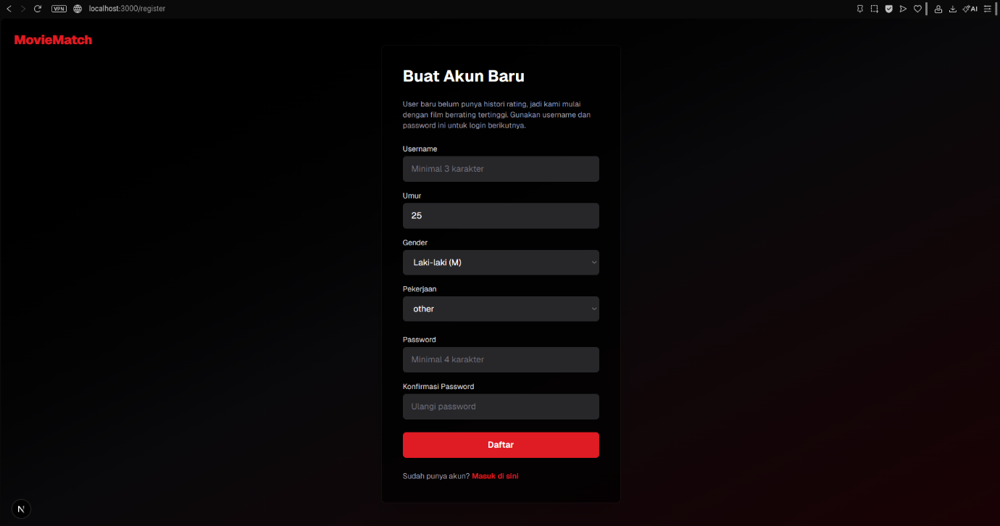 VPN localhost:3000/register AI
MovieMatch
Buat Akun Baru
User baru belum punya histori rating, jadi kami mulai
dengan film berrating tertinggi. Gunakan username dan
password ini untuk login berikutnya.
Username
Minimal 3 karakter
Umur
25
Gender
Laki-laki (M)
Pekerjaan
other
Password
Minimal 4 karakter
Konfirmasi Password
Ulangi password
Daftar
Sudah punya akun? Masuk di sini
N